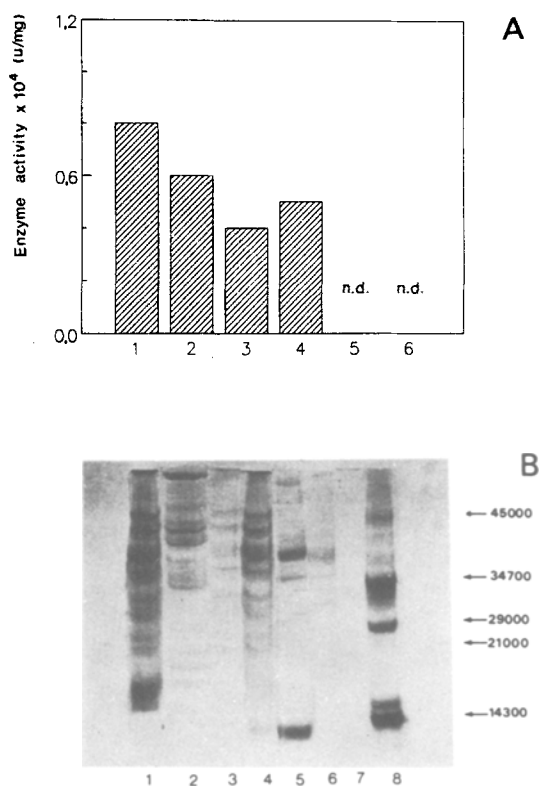 A
Enzyme activity x 10⁴ (u/mg)
1.2
0.6
0.0
n.d. n.d.
1 2 3 4 5 6
B
45000
34700
29000
21000
14300
1 2 3 4 5 6 7 8